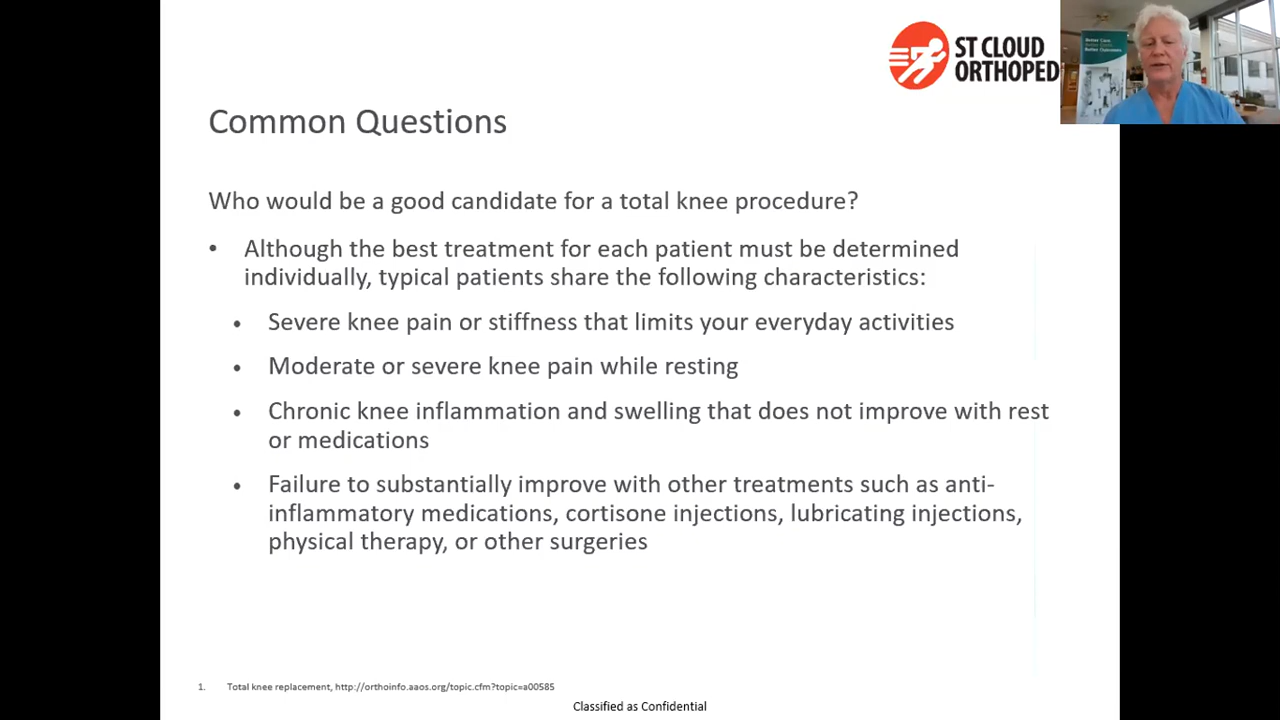 ST CLOUD
ORTHOPED
Better Care
Better Outcomes
Common Questions
Who would be a good candidate for a total knee procedure?
• Although the best treatment for each patient must be determined
individually, typical patients share the following characteristics:
• Severe knee pain or stiffness that limits your everyday activities
• Moderate or severe knee pain while resting
• Chronic knee inflammation and swelling that does not improve with rest
or medications
• Failure to substantially improve with other treatments such as anti-
inflammatory medications, cortisone injections, lubricating injections,
physical therapy, or other surgeries
1. Total knee replacement, http://orthoinfo.aaos.org/topic.cfm?topic=a00585
Classified as Confidential